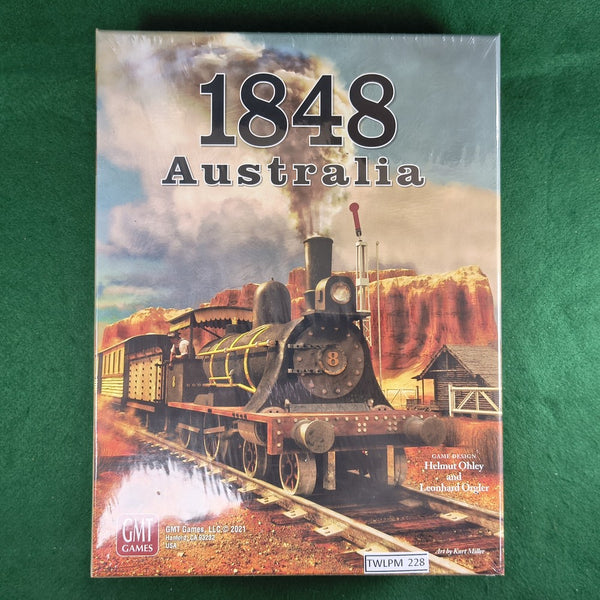 1848
Australia
8
GAME DESIGN
Helmut Ohley
and
Leonhard Orgler
GMT
GAMES
GMT Games, LLC, © 2021
Hanford, CA 93232
USA
Art by Kurt Miller
TWLPM 228